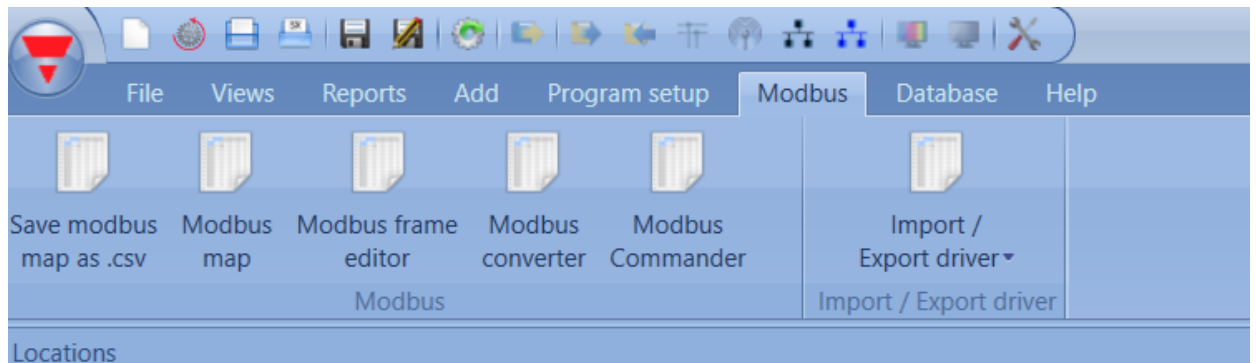 SX
File Views Reports Add Program setup Modbus Database Help
Save modbus map as .csv
Modbus map
Modbus frame editor
Modbus converter
Modbus Commander
Import / Export driver
Modbus
Import / Export driver
Locations